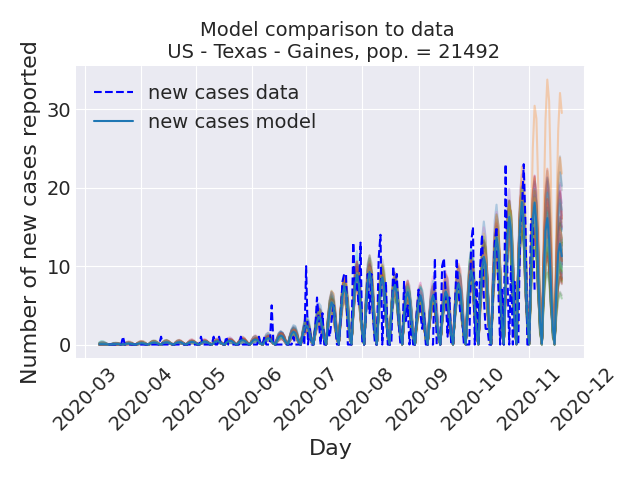 Model comparison to data
US - Texas - Gaines, pop. = 21492
Number of new cases reported
30
20
10
0
new cases data
new cases model
2020-03
2020-04
2020-05
2020-06
2020-07
2020-08
2020-09
2020-10
2020-11
2020-12
Day